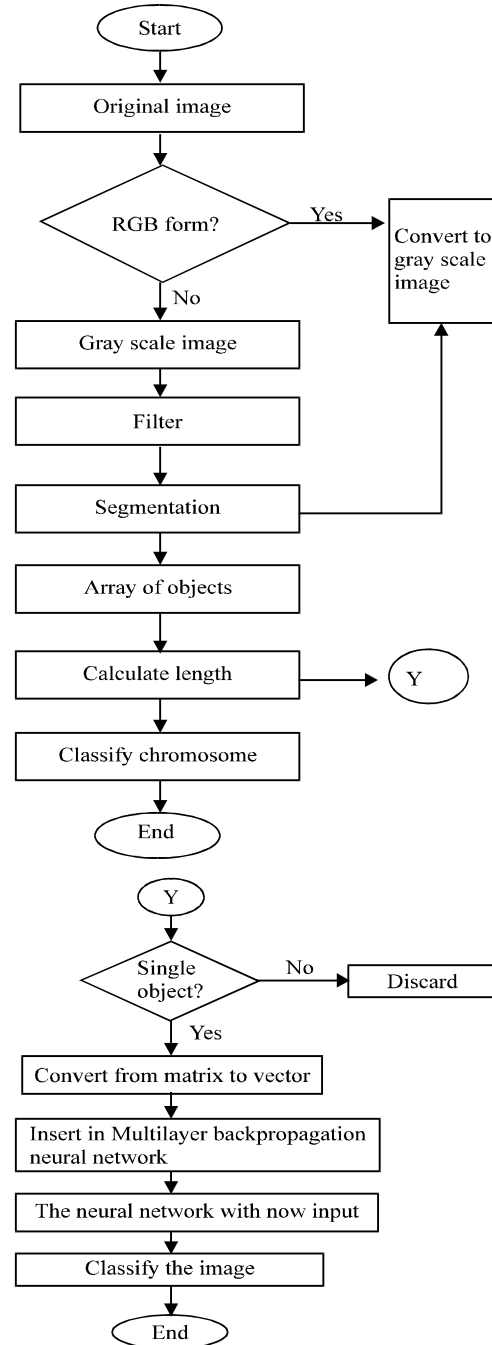 Start
Original image
RGB form?
Yes
Convert to
gray scale
image
No
Gray scale image
Filter
Segmentation
Array of objects
Calculate length
Y
Classify chromosome
End
Y
Single
object?
No
Discard
Yes
Convert from matrix to vector
Insert in Multilayer backpropagation
neural network
The neural network with now input
Classify the image
End